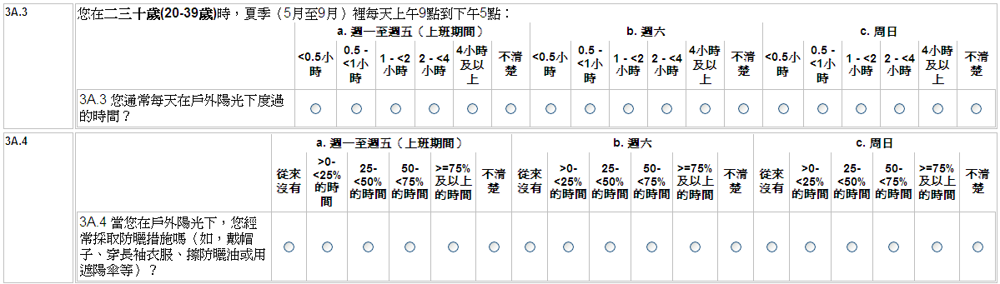 3A.3
您在二三十歲(20-39歲)時，夏季（5月至9月）裡每天上午9點到下午5點：
a. 週一至週五（上班期間）
b. 週六
c. 周日
<0.5小時
0.5 - <1小時
1 - <2小時
2 - <4小時
4小時及以上
不清楚
<0.5小時
0.5 - <1小時
1 - <2小時
2 - <4小時
4小時及以上
不清楚
<0.5小時
0.5 - <1小時
1 - <2小時
2 - <4小時
4小時及以上
不清楚
3A.3 您通常每天在戶外陽光下度過
的時間？
3A.4
a. 週一至週五（上班期間）
b. 週六
c. 周日
從來沒有
>0-<25%的時間
25-<50%的時間
50-<75%的時間
>=75%及以上的時間
不清楚
從來沒有
>0-<25%的時間
25-<50%的時間
50-<75%的時間
>=75%及以上的時間
不清楚
從來沒有
>0-<25%的時間
25-<50%的時間
50-<75%的時間
>=75%及以上的時間
不清楚
3A.4 當您在戶外陽光下，您經
常採取防曬措施嗎（如，戴帽
子、穿長袖衣服、擦防曬油或用
遮陽傘等）？